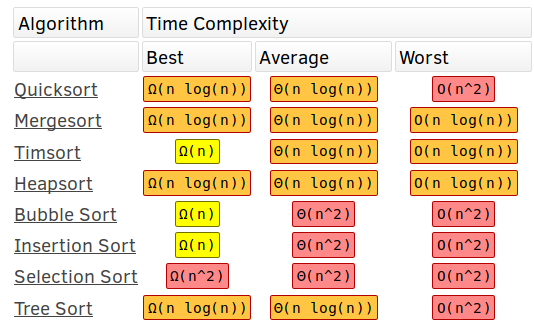 Algorithm Time Complexity
Best Average Worst
Quicksort Ω(n log(n)) Θ(n log(n)) O(n^2)
Mergesort Ω(n log(n)) Θ(n log(n)) O(n log(n))
Timsort Ω(n) Θ(n log(n)) O(n log(n))
Heapsort Ω(n log(n)) Θ(n log(n)) O(n log(n))
Bubble Sort Ω(n) Θ(n^2) O(n^2)
Insertion Sort Ω(n) Θ(n^2) O(n^2)
Selection Sort Ω(n^2) Θ(n^2) O(n^2)
Tree Sort Ω(n log(n)) Θ(n log(n)) O(n^2)